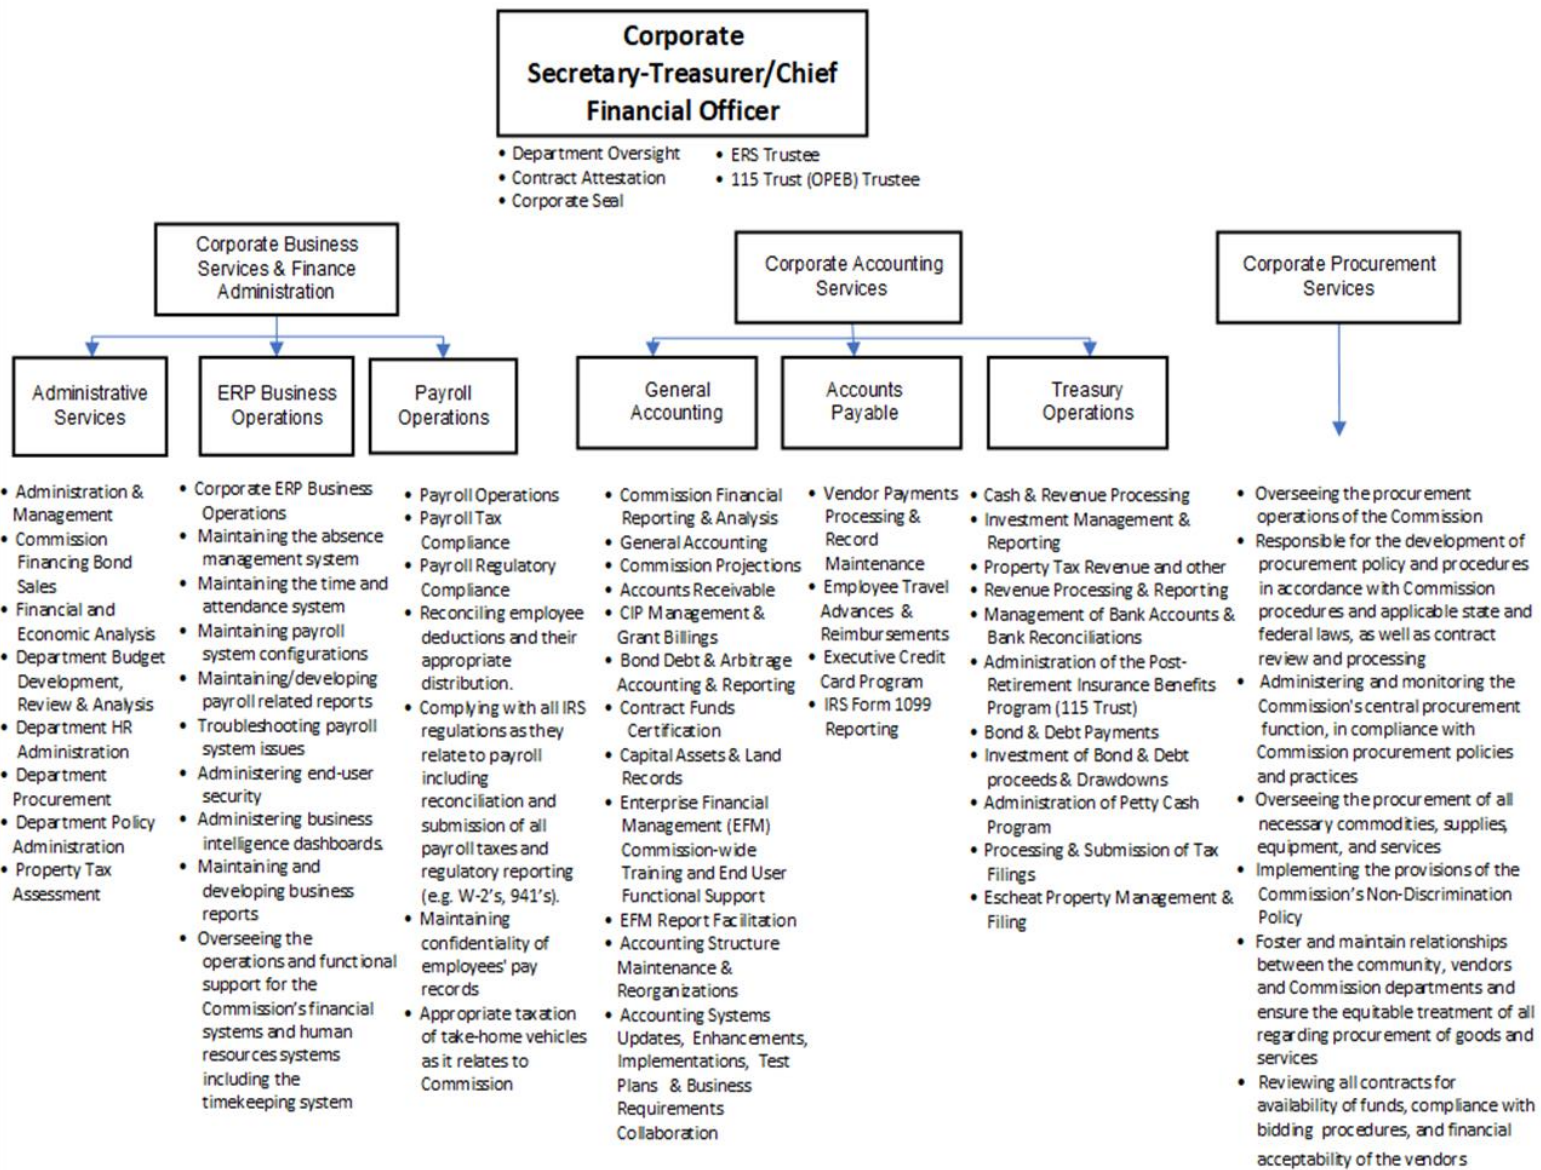 Corporate
Secretary-Treasurer/Chief
Financial Officer
• Department Oversight
• Contract Attestation
• Corporate Seal
• ERS Trustee
• 115 Trust (OPEB) Trustee
Corporate Business
Services & Finance
Administration
Corporate Accounting
Services
Corporate Procurement
Services
Administrative
Services
ERP Business
Operations
Payroll
Operations
General
Accounting
Accounts
Payable
Treasury
Operations
• Administration &
Management
• Commission
Financing Bond
Sales
• Financial and
Economic Analysis
• Department Budget
Development,
Review & Analysis
• Department HR
Administration
• Department
Procurement
• Department Policy
Administration
• Property Tax
Assessment
• Corporate ERP Business
Operations
• Maintaining the absence
management system
• Maintaining the time and
attendance system
• Maintaining payroll
system configurations
• Maintaining/developing
payroll related reports
• Troubleshooting payroll
system issues
• Administering end-user
security
• Administering business
intelligence dashboards.
• Maintaining and
developing business
reports
• Overseeing the
operations and functional
support for the
Commission's financial
systems and human
resources systems
including the
timekeeping system
• Payroll Operations
• Payroll Tax
Compliance
• Payroll Regulatory
Compliance
• Reconciling employee
deductions and their
appropriate
distribution.
• Complying with all IRS
regulations as they
relate to payroll
including
reconciliation and
submission of all
payroll taxes and
regulatory reporting
(e.g. W-2's, 941's).
• Maintaining
confidentiality of
employees' pay
records
• Appropriate taxation
of take-home vehicles
as it relates to
Commission
• Commission Financial
Reporting & Analysis
• General Accounting
• Commission Projections
• Accounts Receivable
• CIP Management &
Grant Billings
• Bond Debt & Arbitrage
Accounting & Reporting
• Contract Funds
Certification
• Capital Assets & Land
Records
• Enterprise Financial
Management (EFM)
Commission-wide
Training and End User
Functional Support
• EFM Report Facilitation
• Accounting Structure
Maintenance &
Reorganizations
• Accounting Systems
Updates, Enhancements,
Implementations, Test
Plans & Business
Requirements
Collaboration
• Vendor Payments
Processing &
Record
Maintenance
• Employee Travel
Advances &
Reimbursements
• Executive Credit
Card Program
• IRS Form 1099
Reporting
• Cash & Revenue Processing
• Investment Management &
Reporting
• Property Tax Revenue and other
• Revenue Processing & Reporting
• Management of Bank Accounts &
Bank Reconciliations
• Administration of the Post-
Retirement Insurance Benefits
Program (115 Trust)
• Bond & Debt Payments
• Investment of Bond & Debt
proceeds & Drawdowns
• Administration of Petty Cash
Program
• Processing & Submission of Tax
Filings
• Escheat Property Management &
Filing
• Overseeing the procurement
operations of the Commission
• Responsible for the development of
procurement policy and procedures
in accordance with Commission
procedures and applicable state and
federal laws, as well as contract
review and processing
• Administering and monitoring the
Commission's central procurement
function, in compliance with
Commission procurement policies
and practices
• Overseeing the procurement of all
necessary commodities, supplies,
equipment, and services
• Implementing the provisions of the
Commission's Non-Discrimination
Policy
• Foster and maintain relationships
between the community, vendors
and Commission departments and
ensure the equitable treatment of all
regarding procurement of goods and
services
• Reviewing all contracts for
availability of funds, compliance with
bidding procedures, and financial
acceptability of the vendors